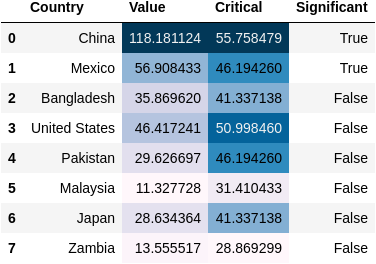 Country Value Critical Significant
0 China 118.181124 55.758479 True
1 Mexico 56.908433 46.194260 True
2 Bangladesh 35.869620 41.337138 False
3 United States 46.417241 50.998460 False
4 Pakistan 29.626697 46.194260 False
5 Malaysia 11.327728 31.410433 False
6 Japan 28.634364 41.337138 False
7 Zambia 13.555517 28.869299 False